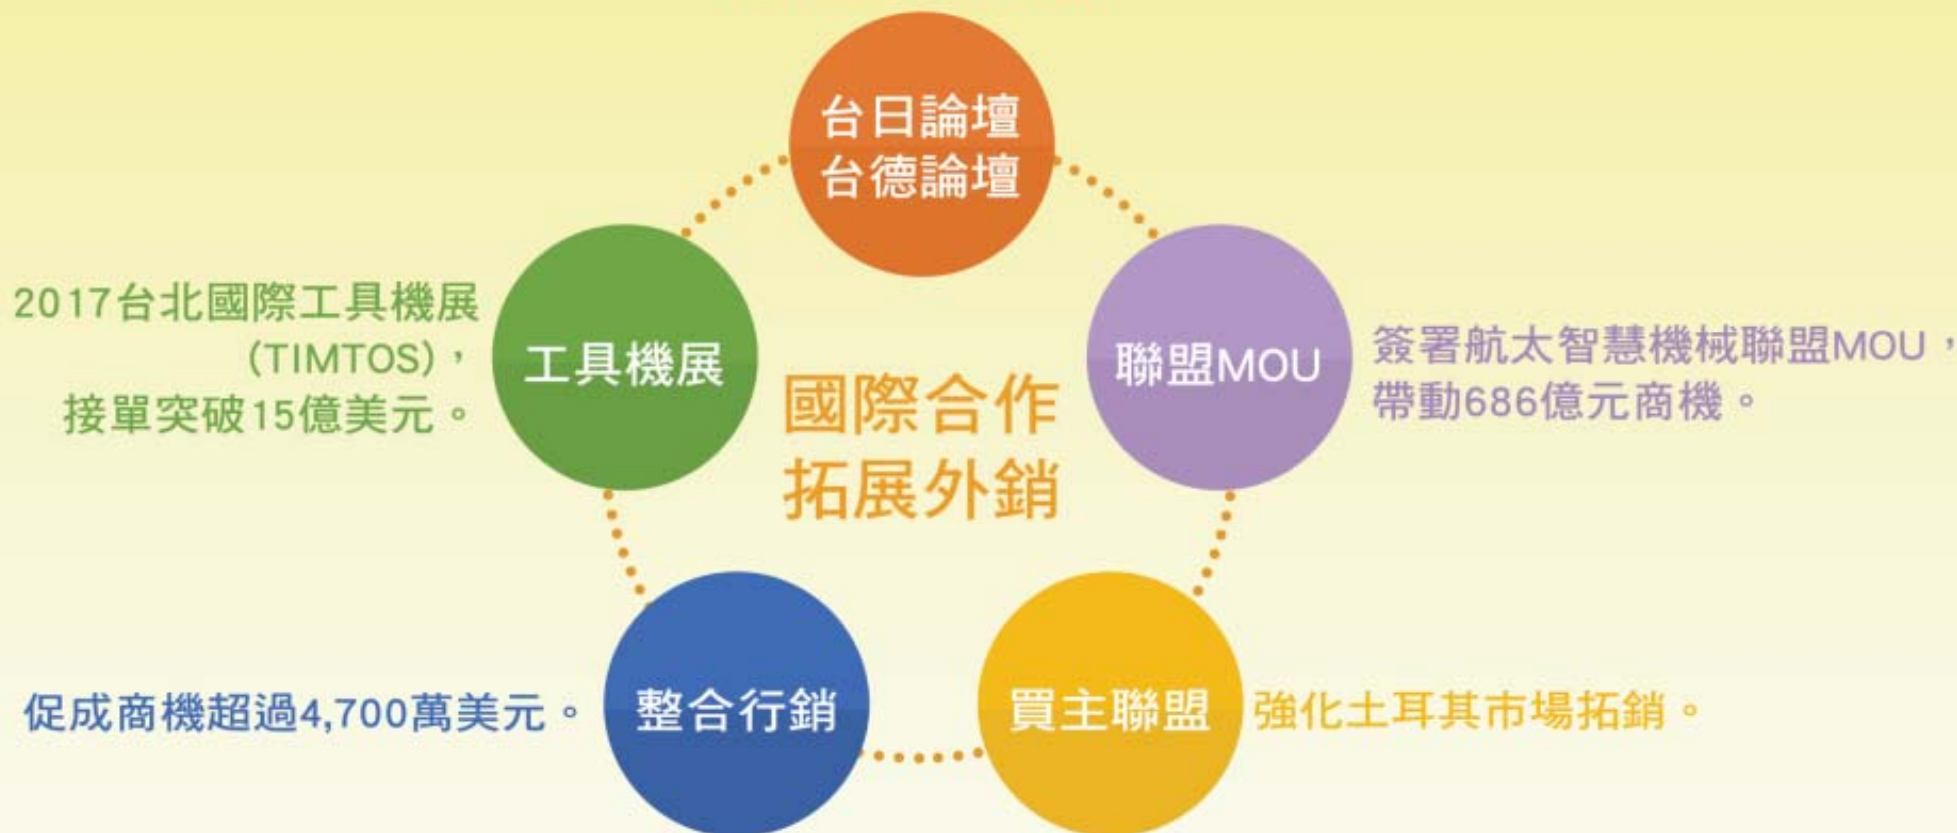 台日論壇
台德論壇
2017台北國際工具機展
(TIMTOS)，
接單突破15億美元。
工具機展
聯盟MOU
簽署航太智慧機械聯盟MOU，
帶動686億元商機。
國際合作
拓展外銷
促成商機超過4,700萬美元。
整合行銷
買主聯盟
強化土耳其市場拓銷。